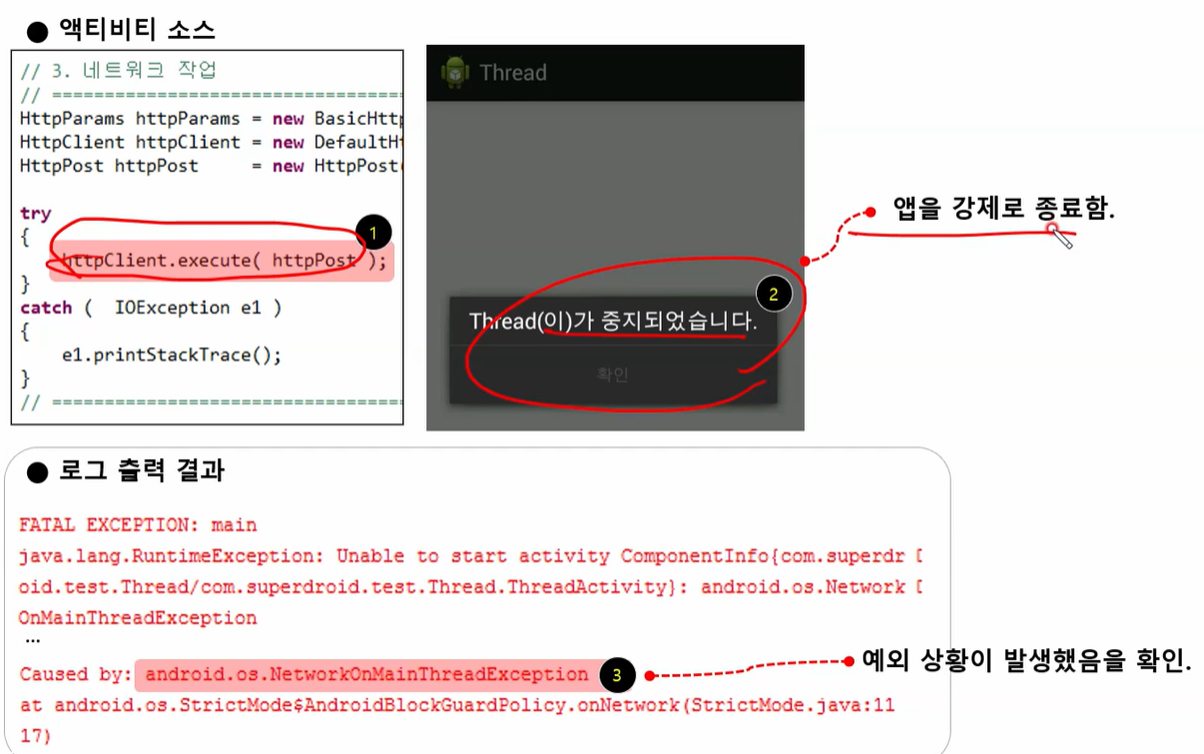 ● 액티비티 소스
// 3. 네트워크 작업
// ==================================
HttpParams httpParams = new BasicHttp
HttpClient httpClient = new DefaultHt
HttpPost httpPost = new HttpPost(
try
{
httpClient.execute( httpPost );
1
}
catch ( IOException e1 )
{
e1.printStackTrace();
}
// ==================================
Thread
2
Thread(이)가 중지되었습니다.
확인
앱을 강제로 종료함.
● 로그 출력 결과
FATAL EXCEPTION: main
java.lang.RuntimeException: Unable to start activity ComponentInfo{com.superdr
oid.test.Thread/com.superdroid.test.Thread.ThreadActivity}: android.os.Network
OnMainThreadException
...
Caused by: android.os.NetworkOnMainThreadException 3
예외 상황이 발생했음을 확인.
at android.os.StrictMode$AndroidBlockGuardPolicy.onNetwork(StrictMode.java:11
17)